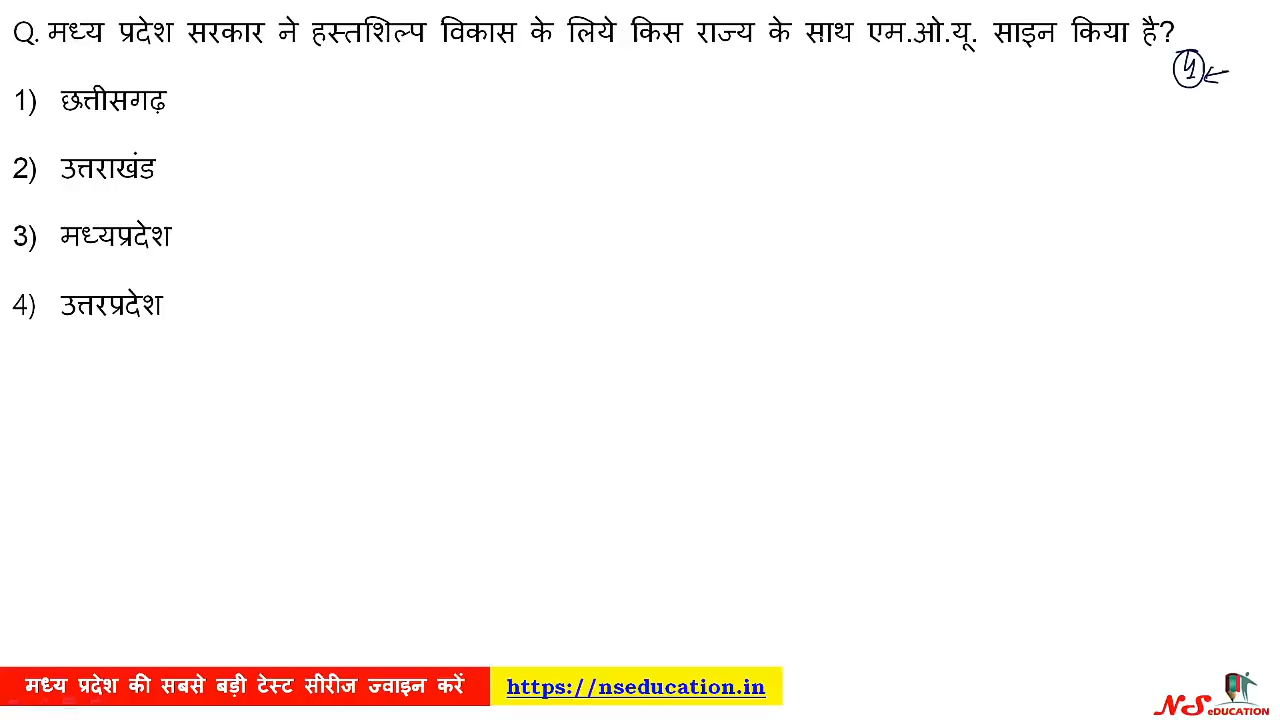 Q. मध्य प्रदेश सरकार ने हस्तशिल्प विकास के लिये किस राज्य के साथ एम.ओ.यू. साइन किया है?
4
1) छत्तीसगढ़
2) उत्तराखंड
3) मध्यप्रदेश
4) उत्तरप्रदेश
मध्य प्रदेश की सबसे बड़ी टेस्ट सीरीज ज्वाइन करें https://nseducation.in
NS eDUCATION